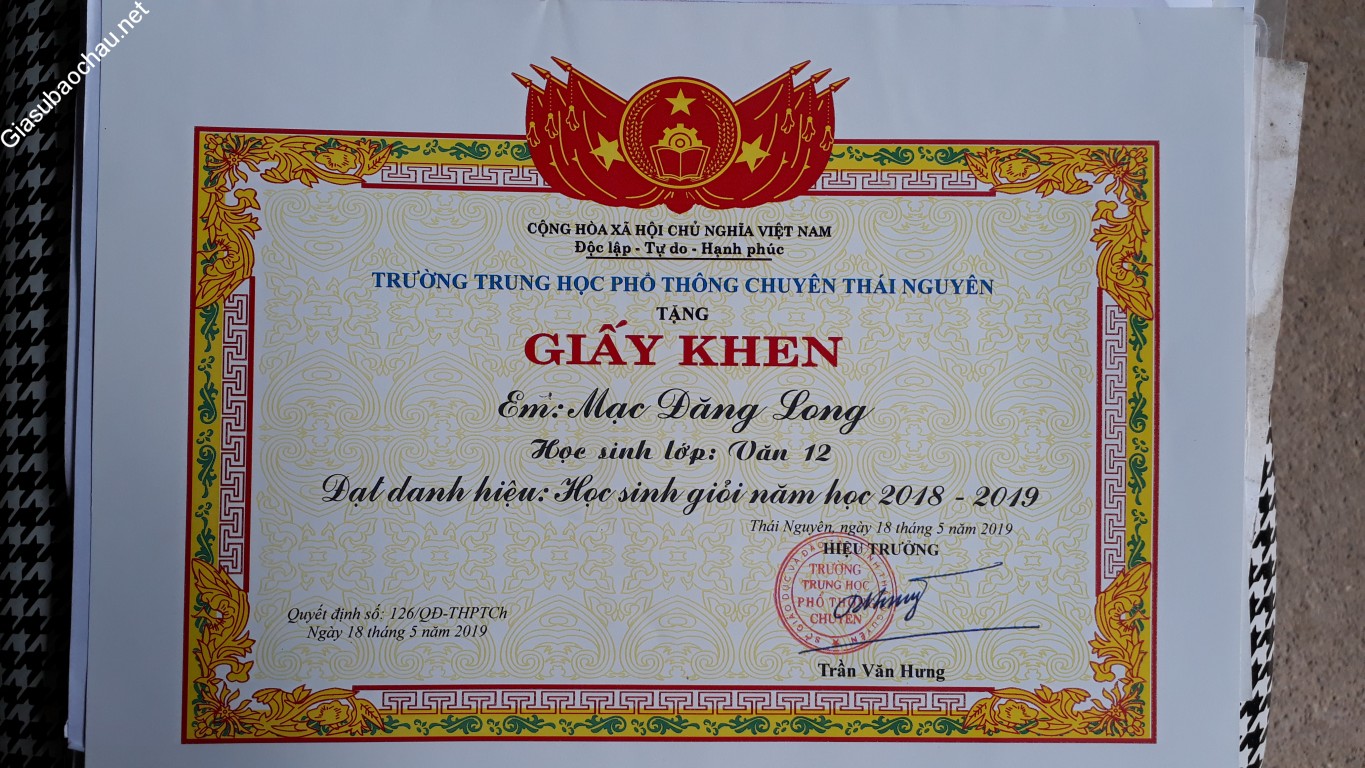 Giasubaochau.net
CỘNG HÒA XÃ HỘI CHỦ NGHĨA VIỆT NAM
Độc lập - Tự do - Hạnh phúc
TRƯỜNG TRUNG HỌC PHỔ THÔNG CHUYÊN THÁI NGUYÊN
TẶNG
GIẤY KHEN
Em: Mạc Đăng Long
Học sinh lớp: Văn 12
Đạt danh hiệu: Học sinh giỏi năm học 2018 - 2019
Thái Nguyên, ngày 18 tháng 5 năm 2019
HIỆU TRƯỞNG
TRƯỜNG
TRUNG HỌC
PHỔ THÔNG
CHUYÊN
Quyết định số: 126/QĐ-THPTCh
Ngày 18 tháng 5 năm 2019
Trần Văn Hưng